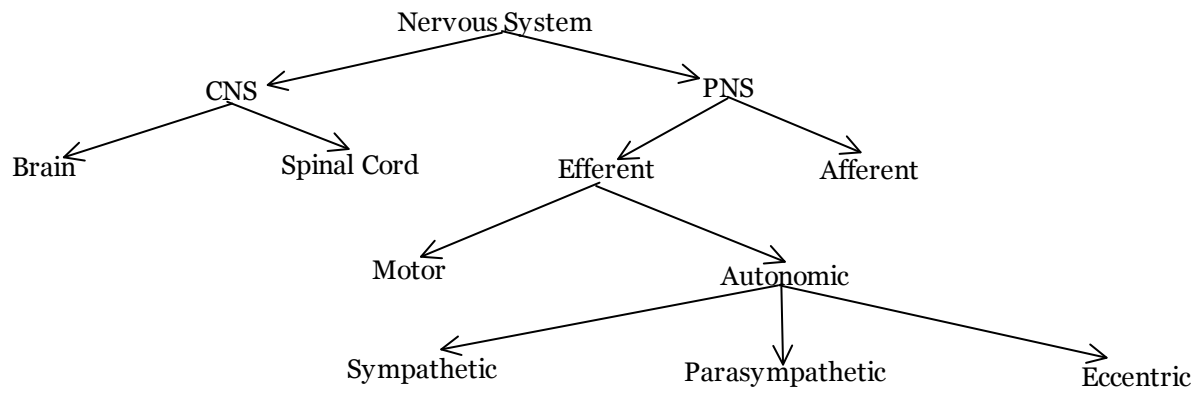 Nervous System
CNS
PNS
Brain
Spinal Cord
Efferent
Afferent
Motor
Autonomic
Sympathetic
Parasympathetic
Eccentric